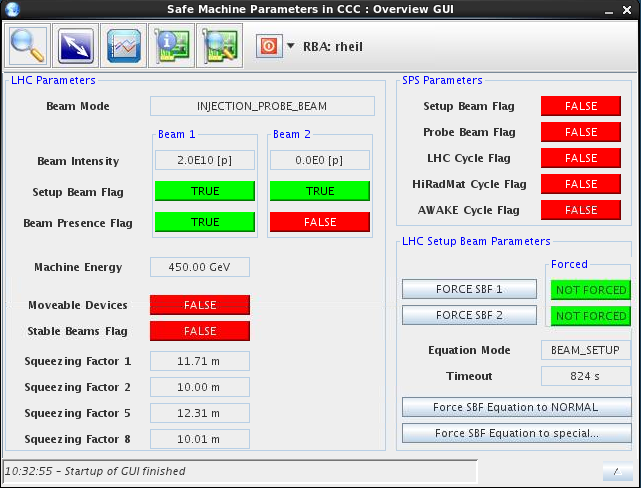 Safe Machine Parameters in CCC : Overview GUI
RBA: rheil
LHC Parameters
Beam Mode INJECTION_PROBE_BEAM
Beam 1 Beam 2
Beam Intensity 2.0E10 [p] 0.0E0 [p]
Setup Beam Flag TRUE TRUE
Beam Presence Flag TRUE FALSE
Machine Energy 450.00 GeV
Moveable Devices FALSE
Stable Beams Flag FALSE
Squeezing Factor 1 11.71 m
Squeezing Factor 2 10.00 m
Squeezing Factor 5 12.31 m
Squeezing Factor 8 10.01 m
SPS Parameters
Setup Beam Flag FALSE
Probe Beam Flag FALSE
LHC Cycle Flag FALSE
HiRadMat Cycle Flag FALSE
AWAKE Cycle Flag FALSE
LHC Setup Beam Parameters
Forced
FORCE SBF 1 NOT FORCED
FORCE SBF 2 NOT FORCED
Equation Mode BEAM_SETUP
Timeout 824 s
Force SBF Equation to NORMAL
Force SBF Equation to special...
10:32:55 - Startup of GUI finished